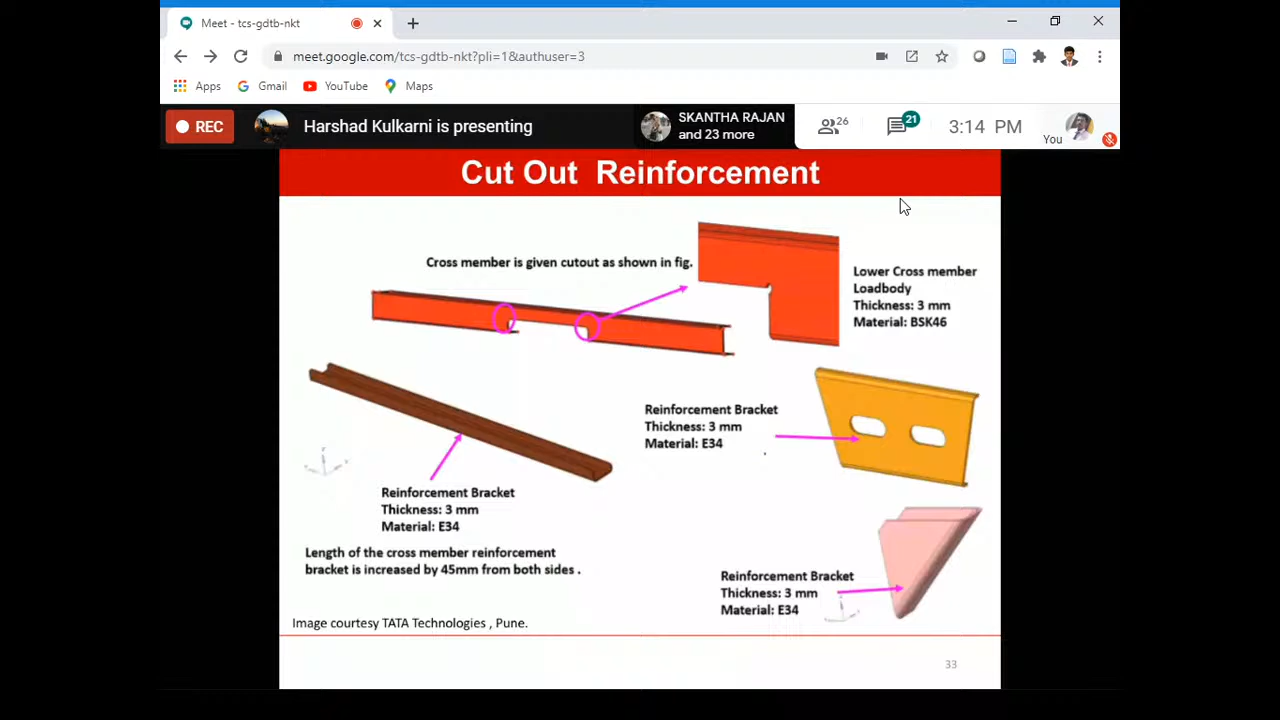 Meet - tcs-gdtb-nkt
meet.google.com/tcs-gdtb-nkt?pli=1&authuser=3
Apps Gmail YouTube Maps
REC
Harshad Kulkarni is presenting
SKANTHA RAJAN
and 23 more
26
21
3:14 PM
You
Cut Out Reinforcement
Cross member is given cutout as shown in fig.
Lower Cross member
Loadbody
Thickness: 3 mm
Material: BSK46
Reinforcement Bracket
Thickness: 3 mm
Material: E34
Reinforcement Bracket
Thickness: 3 mm
Material: E34
Length of the cross member reinforcement
bracket is increased by 45mm from both sides .
Reinforcement Bracket
Thickness: 3 mm
Material: E34
Image courtesy TATA Technologies , Pune.
33